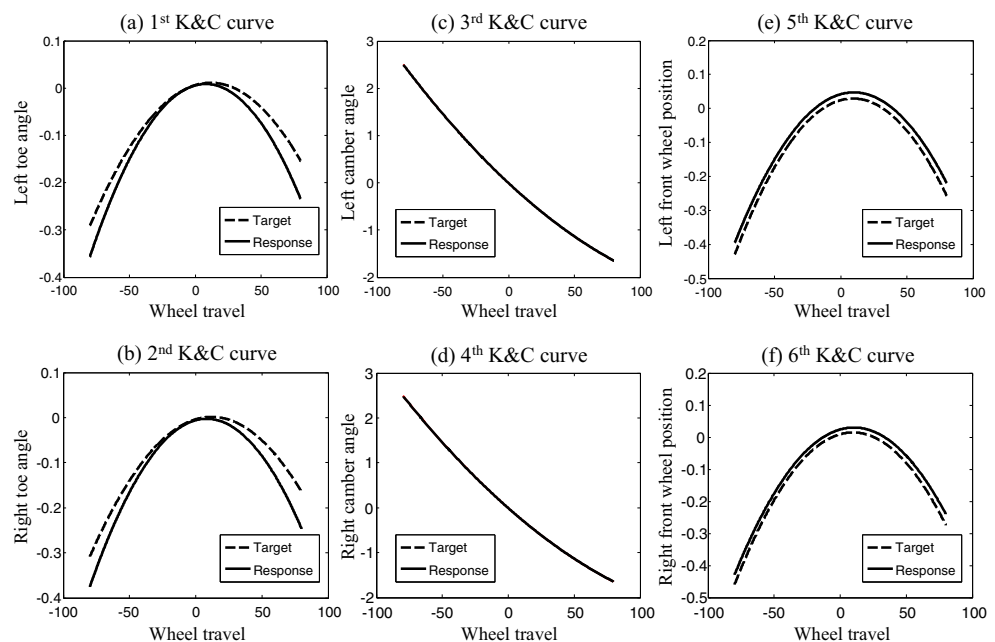 (a) 1st K&C curve
Left toe angle
0.1
0
-0.1
-0.2
-0.3
-0.4
Target
Response
-100
-50
0
50
100
Wheel travel
(c) 3rd K&C curve
Left camber angle
3
2
1
0
-1
-2
Target
Response
-100
-50
0
50
100
Wheel travel
(e) 5th K&C curve
Left front wheel position
0.2
0.1
0
-0.1
-0.2
-0.3
-0.4
-0.5
Target
Response
-100
-50
0
50
100
Wheel travel
(b) 2nd K&C curve
Right toe angle
0.1
0
-0.1
-0.2
-0.3
-0.4
Target
Response
-100
-50
0
50
100
Wheel travel
(d) 4th K&C curve
Right camber angle
3
2
1
0
-1
-2
Target
Response
-100
-50
0
50
100
Wheel travel
(f) 6th K&C curve
Right front wheel position
0.2
0.1
0
-0.1
-0.2
-0.3
-0.4
-0.5
Target
Response
-100
-50
0
50
100
Wheel travel